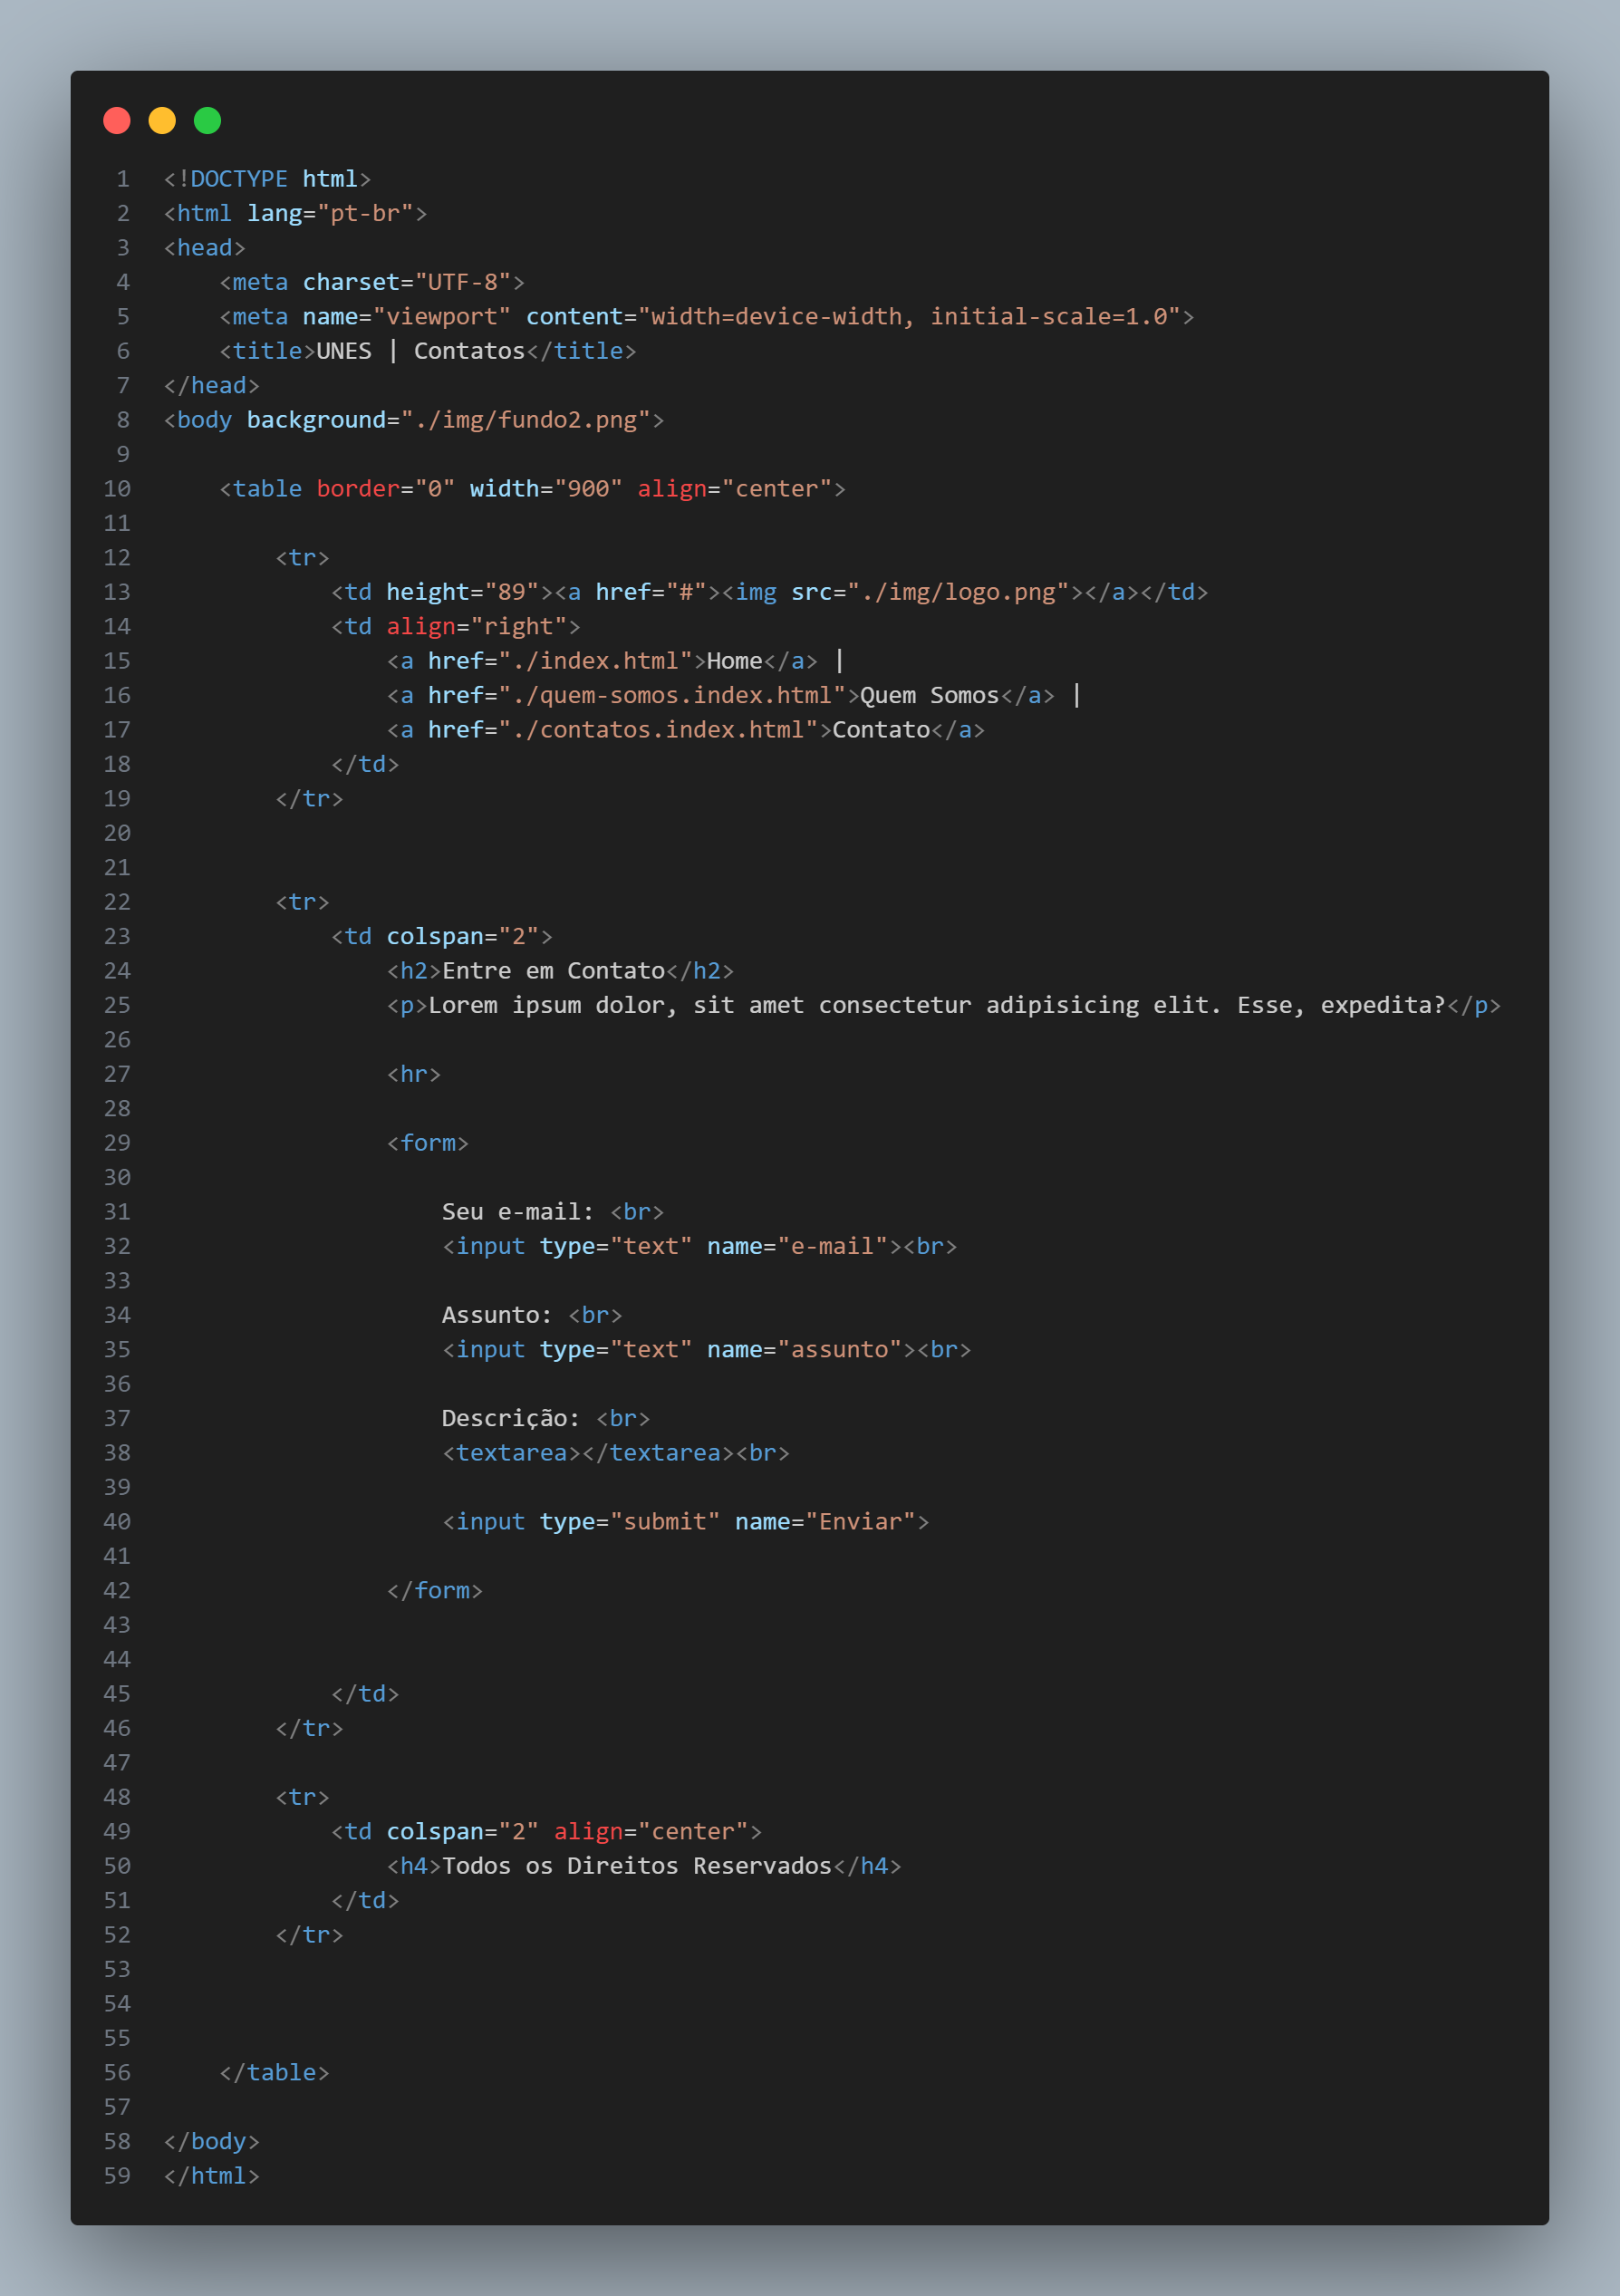 1 <!DOCTYPE html>
2 <html lang="pt-br">
3 <head>
4     <meta charset="UTF-8">
5     <meta name="viewport" content="width=device-width, initial-scale=1.0">
6     <title>UNES | Contatos</title>
7 </head>
8 <body background="./img/fundo2.png">
9
10     <table border="0" width="900" align="center">
11
12         <tr>
13             <td height="89"><a href="#"><img src="./img/logo.png"></a></td>
14             <td align="right">
15                 <a href="./index.html">Home</a> |
16                 <a href="./quem-somos.index.html">Quem Somos</a> |
17                 <a href="./contatos.index.html">Contato</a>
18             </td>
19         </tr>
20
21
22         <tr>
23             <td colspan="2">
24                 <h2>Entre em Contato</h2>
25                 <p>Lorem ipsum dolor, sit amet consectetur adipisicing elit. Esse, expedita?</p>
26
27                 <hr>
28
29                 <form>
30
31                     Seu e-mail: <br>
32                     <input type="text" name="e-mail"><br>
33
34                     Assunto: <br>
35                     <input type="text" name="assunto"><br>
36
37                     Descrição: <br>
38                     <textarea></textarea><br>
39
40                     <input type="submit" name="Enviar">
41
42                 </form>
43
44
45             </td>
46         </tr>
47
48         <tr>
49             <td colspan="2" align="center">
50                 <h4>Todos os Direitos Reservados</h4>
51             </td>
52         </tr>
53
54
55
56     </table>
57
58 </body>
59 </html>